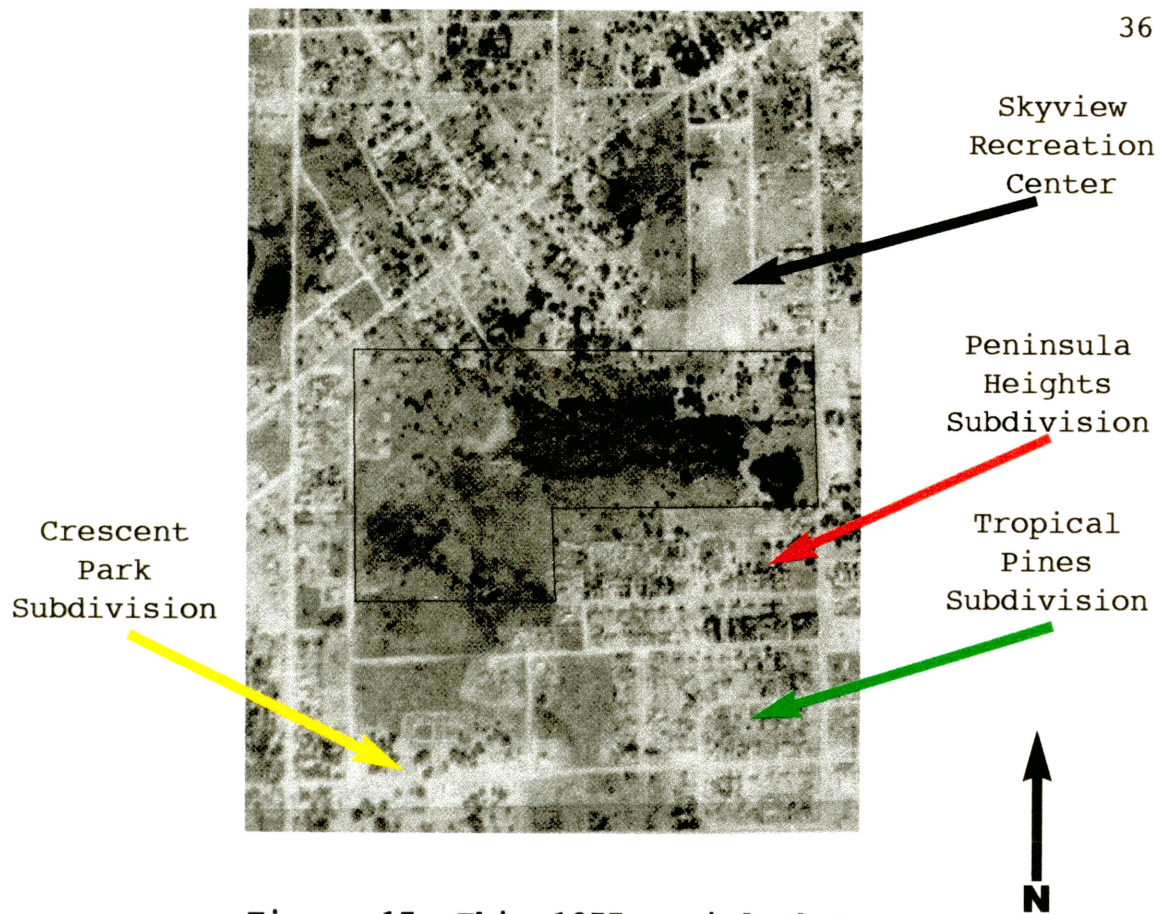 36
Skyview
Recreation
Center
Peninsula
Heights
Subdivision
Crescent
Park
Subdivision
Tropical
Pines
Subdivision
N